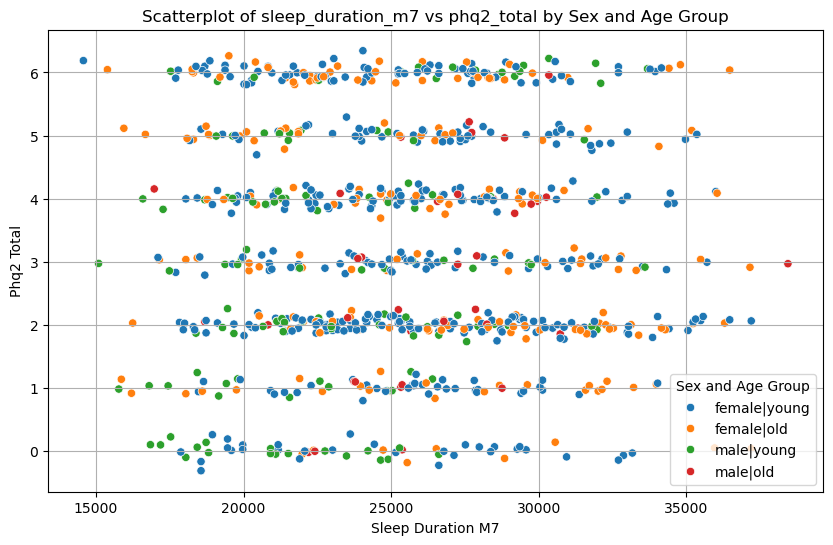 Scatterplot of sleep_duration_m7 vs phq2_total by Sex and Age Group
Phq2 Total
6
5
4
3
2
1
0
15000 20000 25000 30000 35000
Sleep Duration M7
Sex and Age Group
female|young
female|old
male|young
male|old